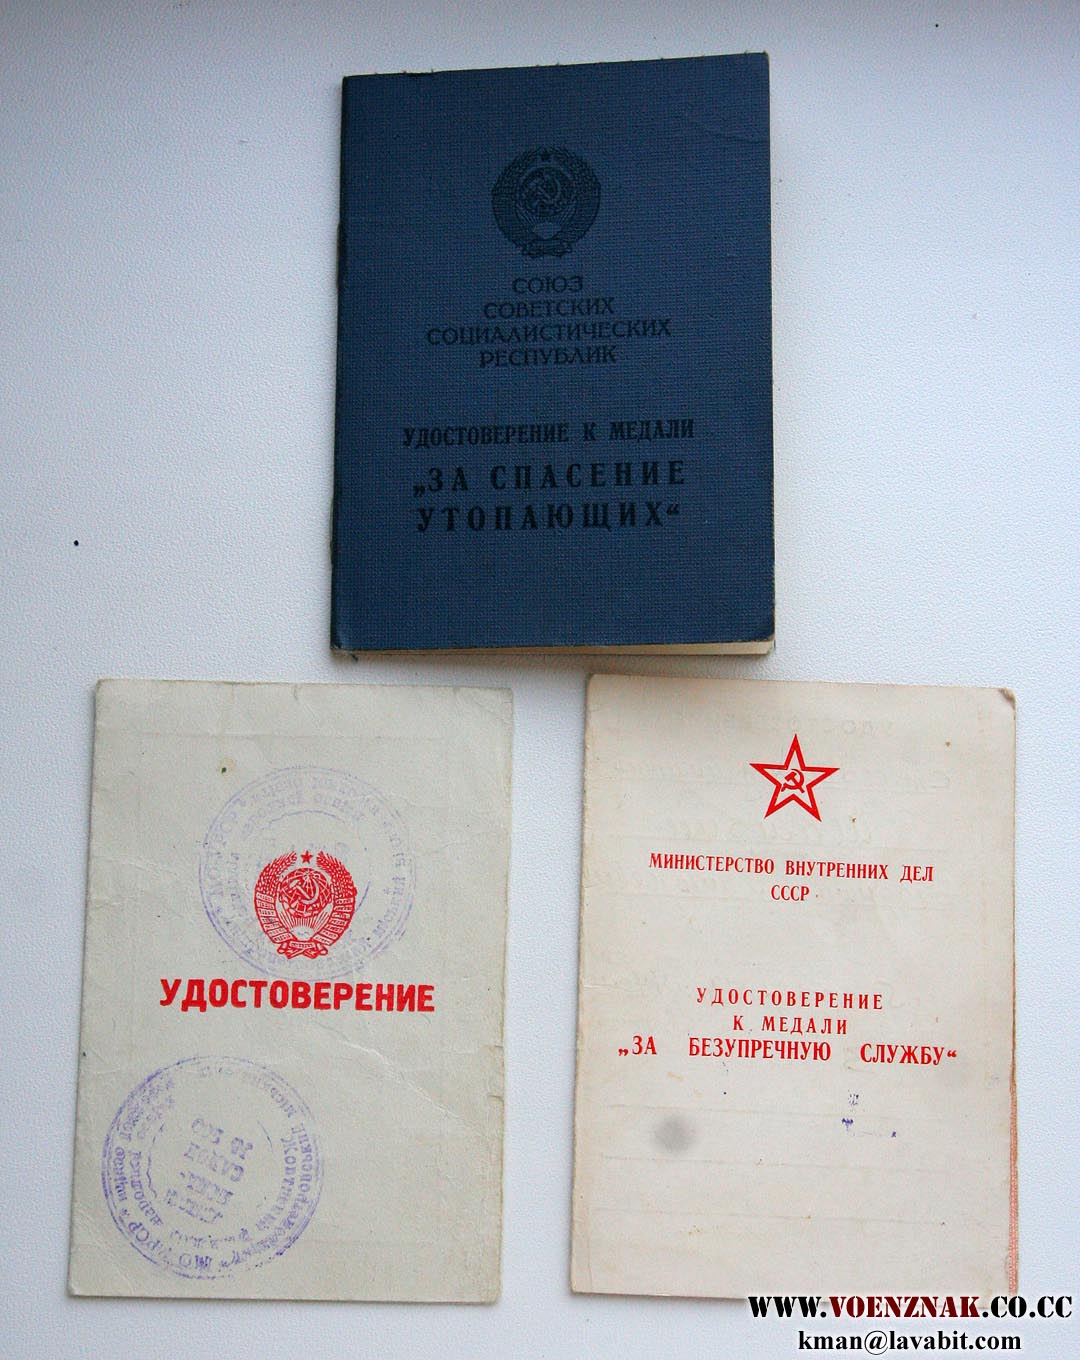 СОЮЗ
СОВЕТСКИХ
СОЦИАЛИСТИЧЕСКИХ
РЕСПУБЛИК
УДОСТОВЕРЕНИЕ К МЕДАЛИ
„ЗА СПАСЕНИЕ
УТОПАЮЩИХ“
УДОСТОВЕРЕНИЕ
МИНИСТЕРСТВО ВНУТРЕННИХ ДЕЛ
СССР
УДОСТОВЕРЕНИЕ
К МЕДАЛИ
„ЗА БЕЗУПРЕЧНУЮ СЛУЖБУ“
WWW.VOENZNAK.CO.CC
kman@lavabit.com